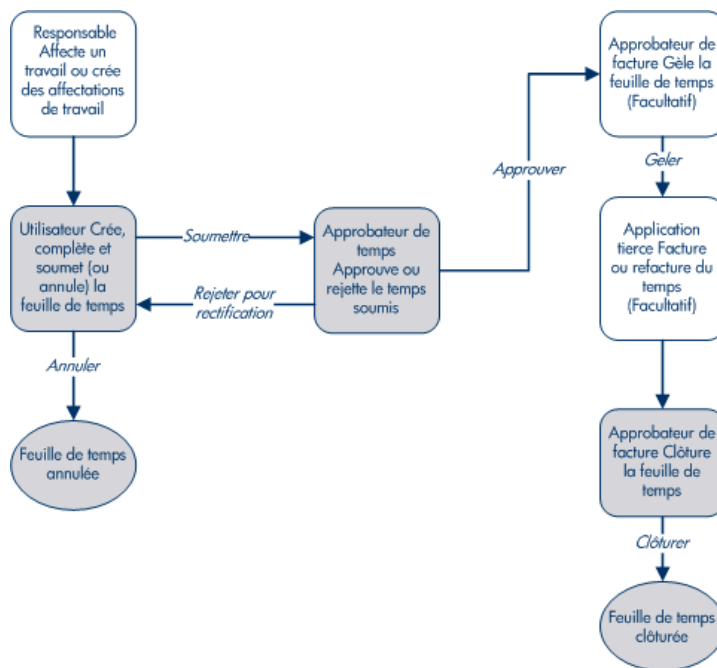 Responsable
Affecte un
travail ou crée
des affectations
de travail
Approbateur de
facture Gèle la
feuille de temps
(Facultatif)
Approuver
Geler
Utilisateur Crée,
complète et
soumet (ou
annule) la
feuille de temps
Soumettre
Rejeter pour
rectification
Approbateur de
temps
Approuve ou
rejette le temps
soumis
Application
tierce Facture
ou refacture du
temps
(Facultatif)
Annuler
Feuille de temps
annulée
Approbateur de
facture Clôture
la feuille de
temps
Clôturer
Feuille de temps
clôturée